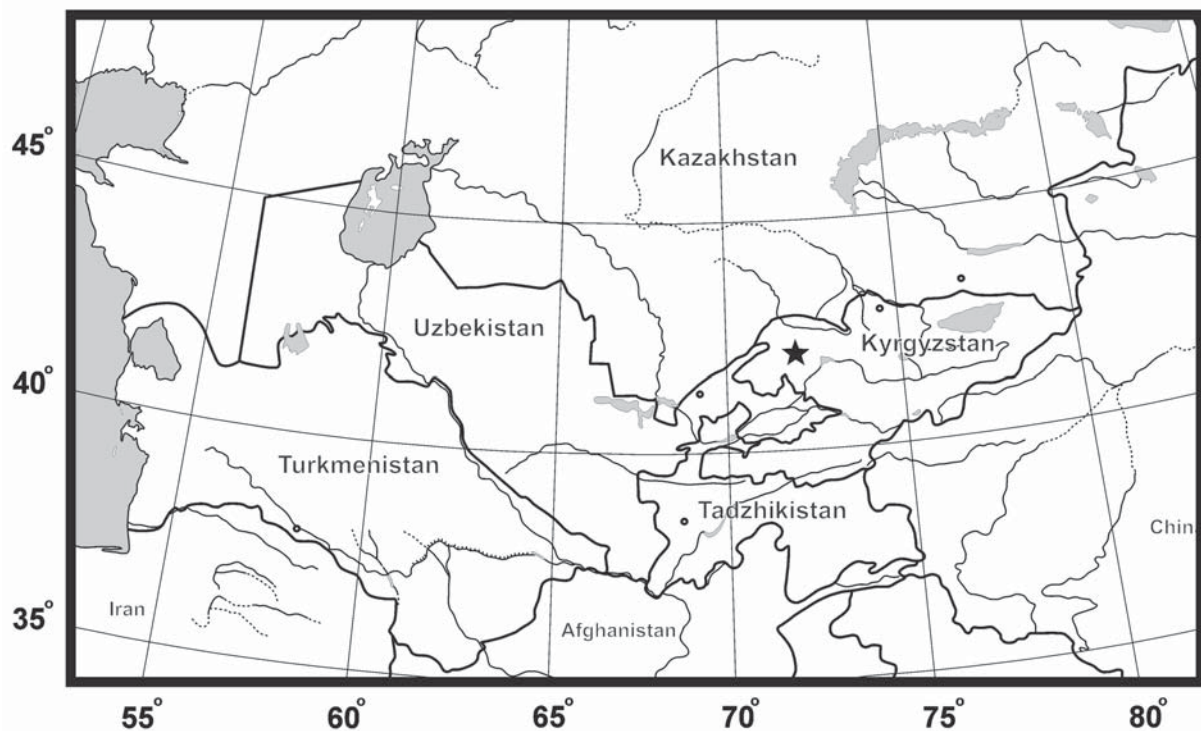 45°
Kazakhstan
Uzbekistan
Kyrgyzstan
40°
Turkmenistan
Tadzhikistan
Chin
35°
Iran
Afghanistan
55°
60°
65°
70°
75°
80°